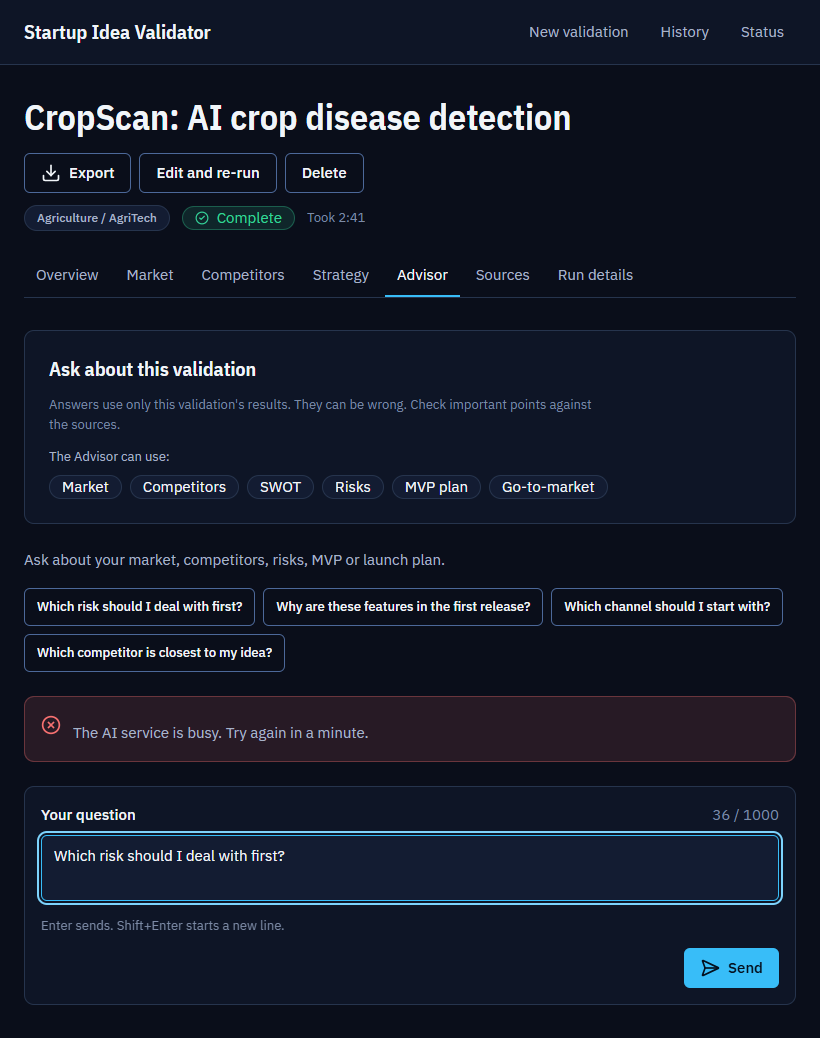 Startup Idea Validator
New validation
History
Status
CropScan: AI crop disease detection
Export
Edit and re-run
Delete
Agriculture / AgriTech
Complete
Took 2:41
Overview
Market
Competitors
Strategy
Advisor
Sources
Run details
Ask about this validation
Answers use only this validation's results. They can be wrong. Check important points against
the sources.
The Advisor can use:
Market
Competitors
SWOT
Risks
MVP plan
Go-to-market
Ask about your market, competitors, risks, MVP or launch plan.
Which risk should I deal with first?
Why are these features in the first release?
Which channel should I start with?
Which competitor is closest to my idea?
The AI service is busy. Try again in a minute.
Your question
36 / 1000
Which risk should I deal with first?
Enter sends. Shift+Enter starts a new line.
Send